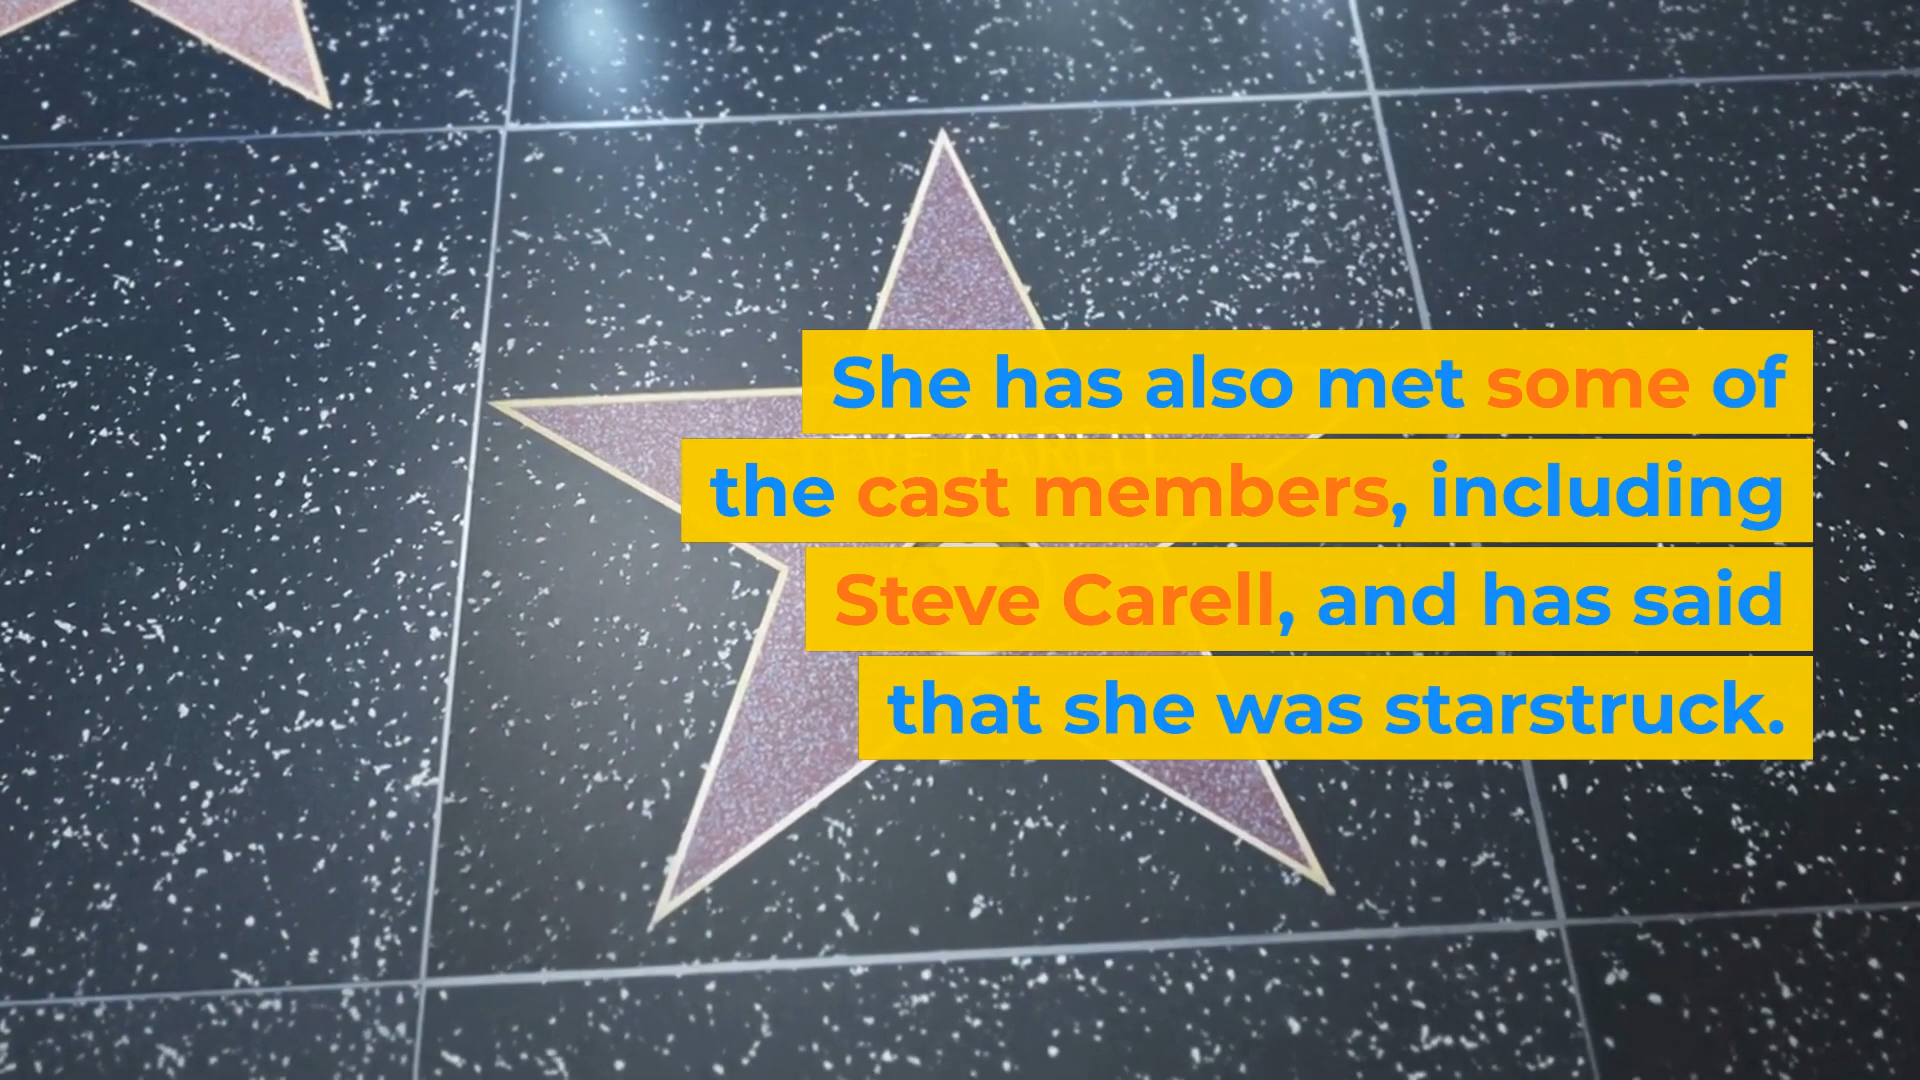 She has also met some of
the cast members, including
Steve Carell, and has said
that she was starstruck.